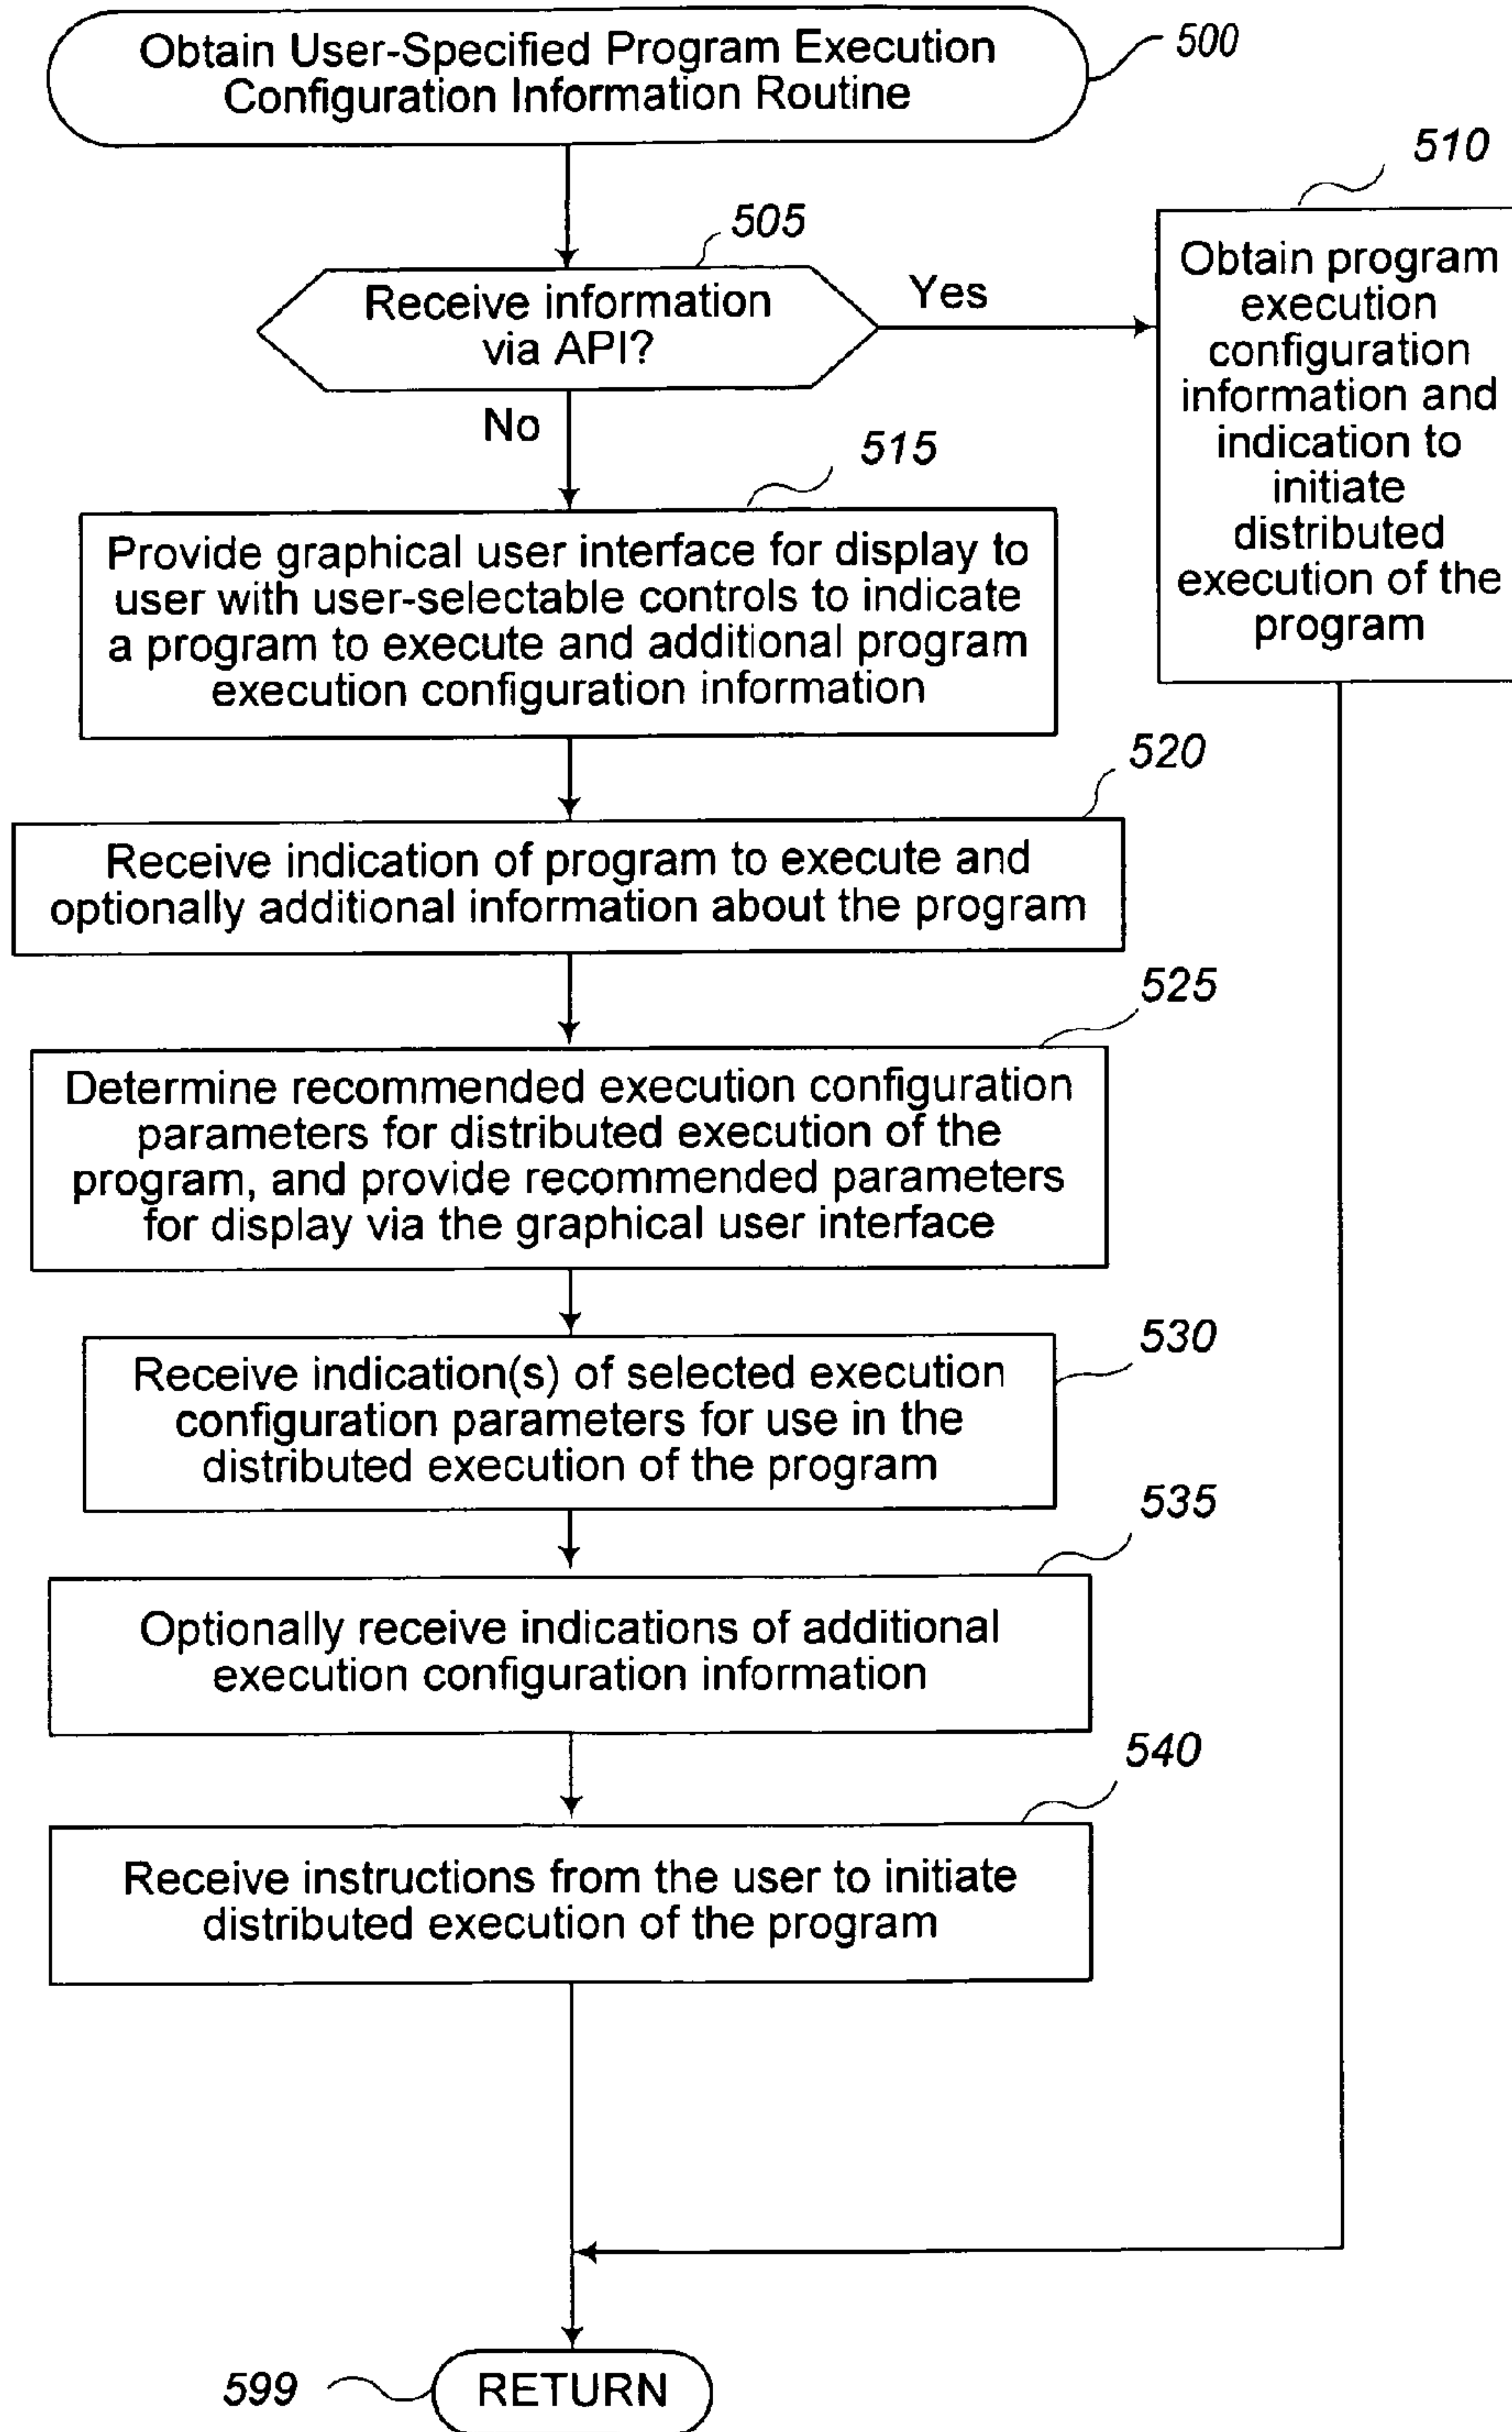 Obtain User-Specified Program Execution
Configuration Information Routine
500
505
Receive information
via API?
Yes
No
510
Obtain program
execution
configuration
information and
indication to
initiate
distributed
execution of the
program
515
Provide graphical user interface for display to
user with user-selectable controls to indicate
a program to execute and additional program
execution configuration information
520
Receive indication of program to execute and
optionally additional information about the program
525
Determine recommended execution configuration
parameters for distributed execution of the
program, and provide recommended parameters
for display via the graphical user interface
530
Receive indication(s) of selected execution
configuration parameters for use in the
distributed execution of the program
535
Optionally receive indications of additional
execution configuration information
540
Receive instructions from the user to initiate
distributed execution of the program
599
RETURN